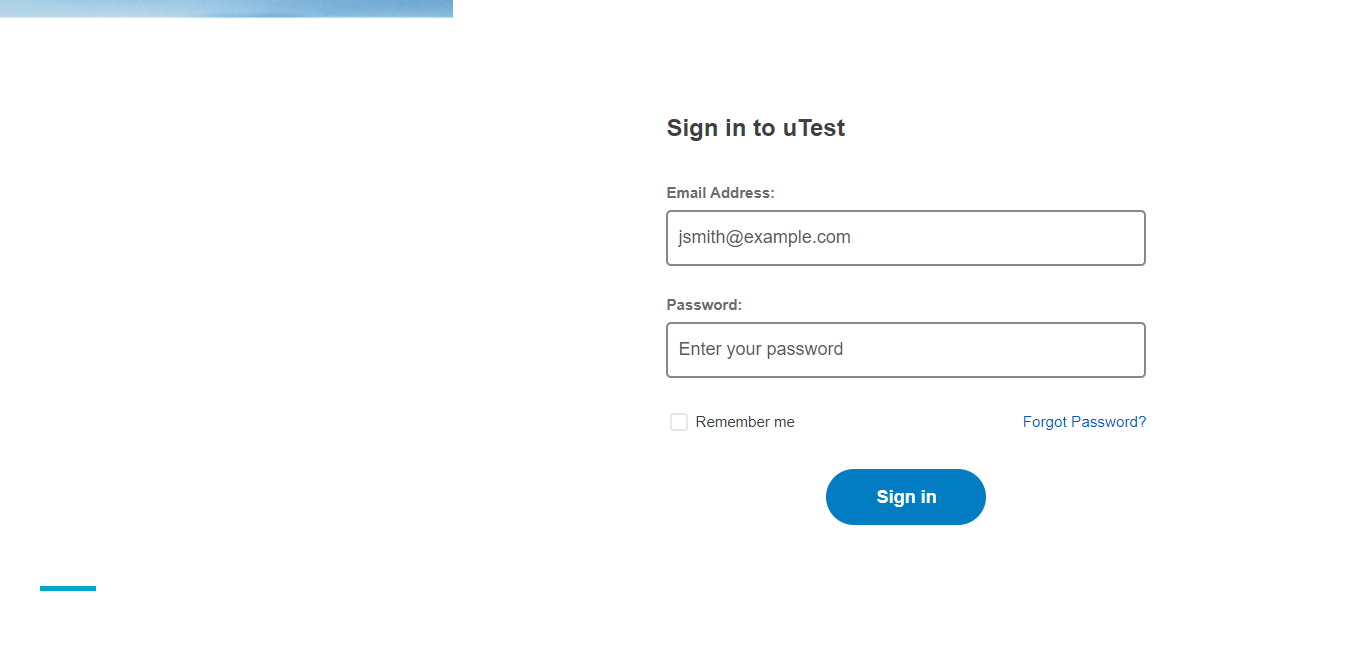 Sign in to uTest
Email Address:
jsmith@example.com
Password:
Enter your password
Remember me
Forgot Password?
Sign in